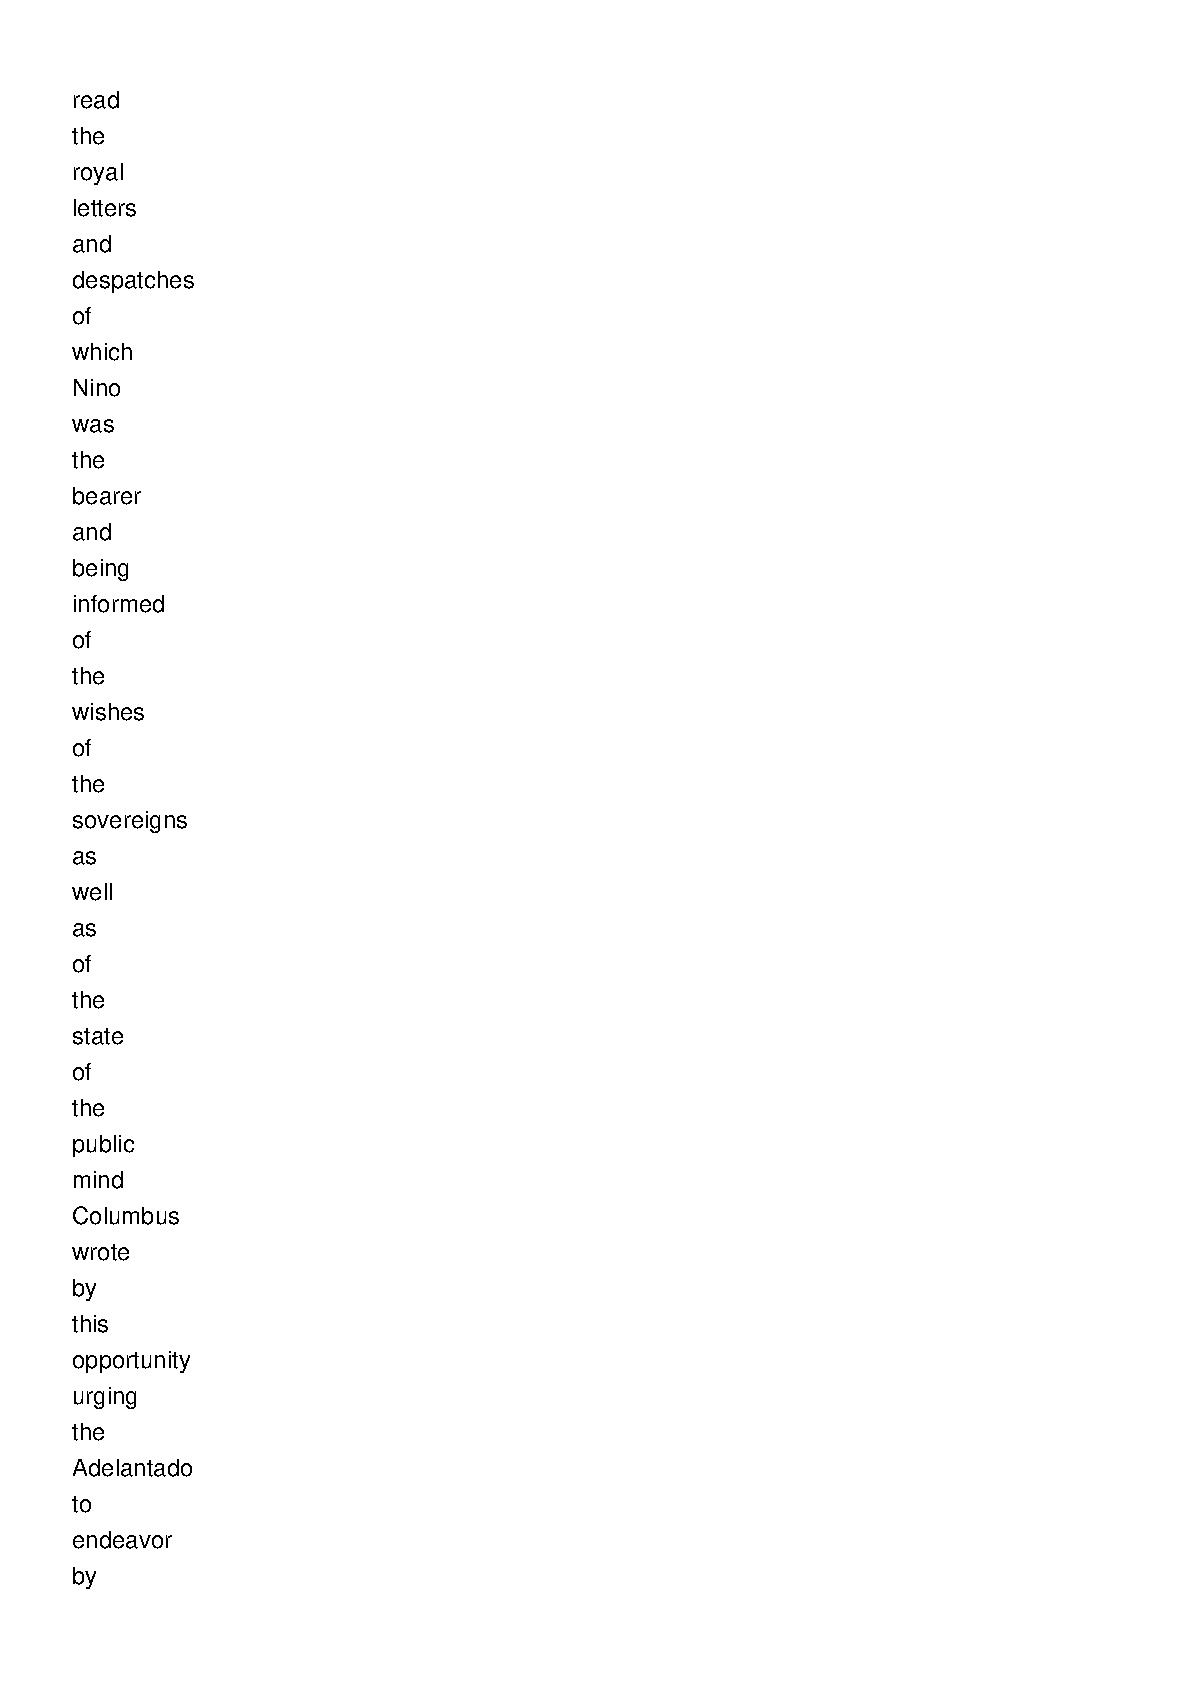 read
the
royal
letters
and
despatches
of
which
Nino
was
the
bearer
and
being
informed
of
the
wishes
of
the
sovereigns
as
well
as
of
the
state
of
the
public
mind
Columbus
wrote
by
this
opportunity
urging
the
Adelantado
to
endeavor
by